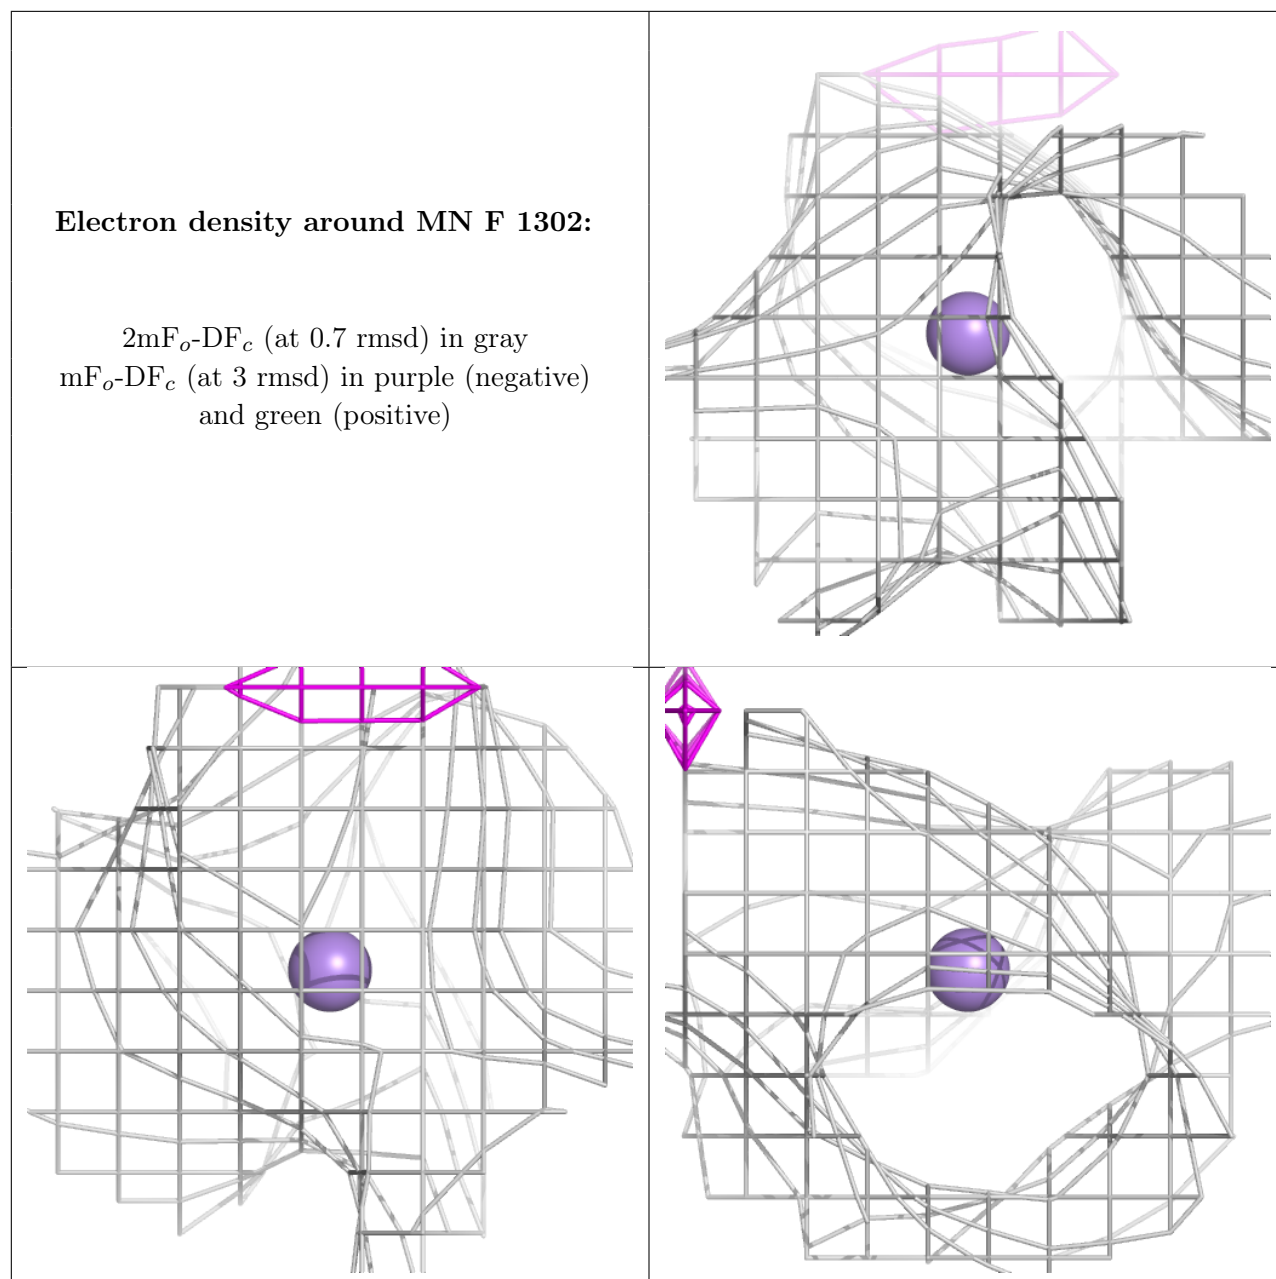 Electron density around MN F 1302:
2mFo-DFc (at 0.7 rmsd) in gray
mFo-DFc (at 3 rmsd) in purple (negative)
and green (positive)